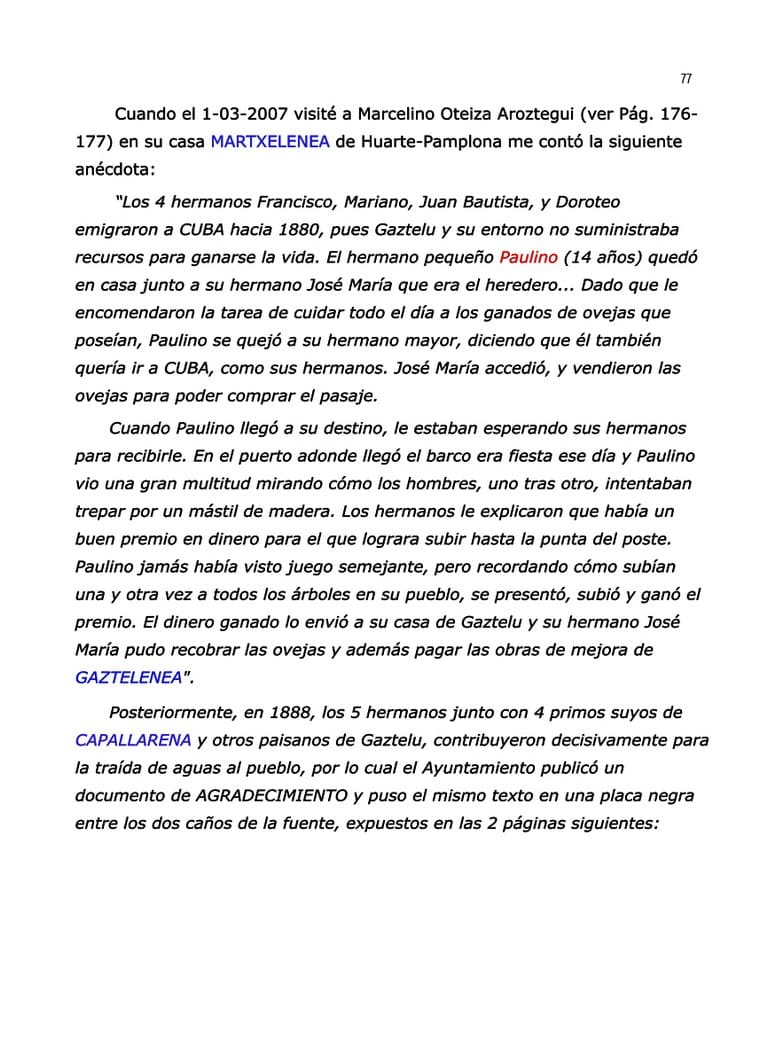 77
Cuando el 1-03-2007 visité a Marcelino Oteiza Aroztegui (ver Pág. 176-
177) en su casa MARTXELENEA de Huarte-Pamplona me contó la siguiente
anécdota:
“Los 4 hermanos Francisco, Mariano, Juan Bautista, y Doroteo
emigraron a CUBA hacia 1880, pues Gaztelu y su entorno no suministraba
recursos para ganarse la vida. El hermano pequeño Paulino (14 años) quedó
en casa junto a su hermano José María que era el heredero... Dado que le
encomendaron la tarea de cuidar todo el día a los ganados de ovejas que
poseían, Paulino se quejó a su hermano mayor, diciendo que él también
quería ir a CUBA, como sus hermanos. José María accedió, y vendieron las
ovejas para poder comprar el pasaje.
Cuando Paulino llegó a su destino, le estaban esperando sus hermanos
para recibirle. En el puerto adonde llegó el barco era fiesta ese día y Paulino
vio una gran multitud mirando cómo los hombres, uno tras otro, intentaban
trepar por un mástil de madera. Los hermanos le explicaron que había un
buen premio en dinero para el que lograra subir hasta la punta del poste.
Paulino jamás había visto juego semejante, pero recordando cómo subían
una y otra vez a todos los árboles en su pueblo, se presentó, subió y ganó el
premio. El dinero ganado lo envió a su casa de Gaztelu y su hermano José
María pudo recobrar las ovejas y además pagar las obras de mejora de
GAZTELENEA".
Posteriormente, en 1888, los 5 hermanos junto con 4 primos suyos de
CAPALLARENA y otros paisanos de Gaztelu, contribuyeron decisivamente para
la traída de aguas al pueblo, por lo cual el Ayuntamiento publicó un
documento de AGRADECIMIENTO y puso el mismo texto en una placa negra
entre los dos caños de la fuente, expuestos en las 2 páginas siguientes: